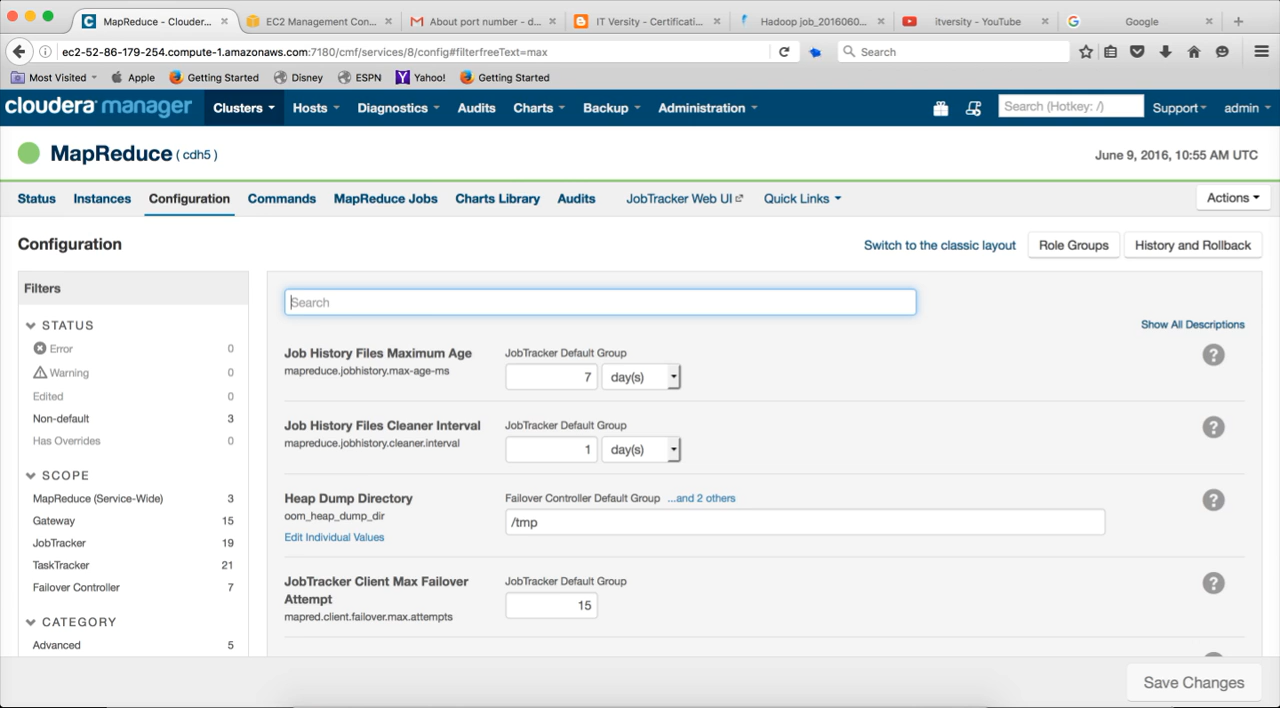 MapReduce - Clouder...
EC2 Management Con...
About port number - d...
IT Versity - Certificati...
Hadoop job_2016060...
itversity - YouTube
Google
ec2-52-86-179-254.compute-1.amazonaws.com:7180/cmf/services/8/config#filterfreeText=max
Search
Most Visited
Apple
Getting Started
Disney
ESPN
Yahoo!
Getting Started
cloudera manager
Clusters
Hosts
Diagnostics
Audits
Charts
Backup
Administration
Search (Hotkey: /)
Support
admin
MapReduce (cdh5)
June 9, 2016, 10:55 AM UTC
Status
Instances
Configuration
Commands
MapReduce Jobs
Charts Library
Audits
JobTracker Web UI
Quick Links
Actions
Configuration
Switch to the classic layout
Role Groups
History and Rollback
Filters
STATUS
Error 0
Warning 0
Edited 0
Non-default 3
Has Overrides 0
SCOPE
MapReduce (Service-Wide) 3
Gateway 15
JobTracker 19
TaskTracker 21
Failover Controller 7
CATEGORY
Advanced 5
Search
Show All Descriptions
Job History Files Maximum Age
mapreduce.jobhistory.max-age-ms
JobTracker Default Group
7 day(s)
?
Job History Files Cleaner Interval
mapreduce.jobhistory.cleaner.interval
JobTracker Default Group
1 day(s)
?
Heap Dump Directory
oom_heap_dump_dir
Edit Individual Values
Failover Controller Default Group ...and 2 others
/tmp
?
JobTracker Client Max Failover
Attempt
mapred.client.failover.max.attempts
JobTracker Default Group
15
?
Save Changes